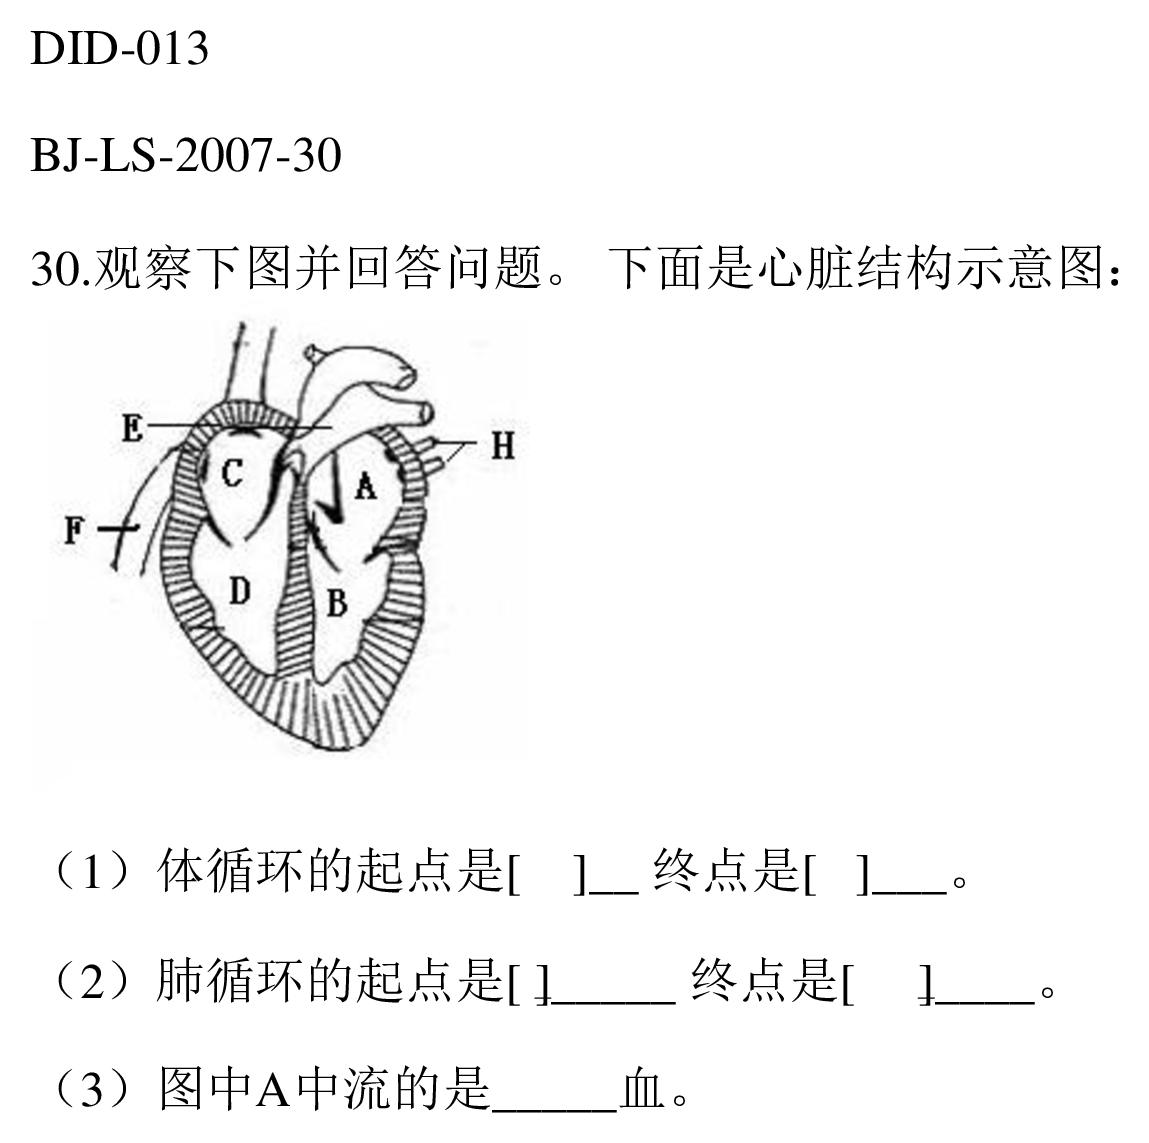 DID-013
BJ-LS-2007-30
30.观察下图并回答问题。 下面是心脏结构示意图：
E
H
C
A
F
D
B
（1）体循环的起点是[ ]__ 终点是[ ]___。
（2）肺循环的起点是[ ]_____ 终点是[ ]____。
（3）图中A中流的是_____血。